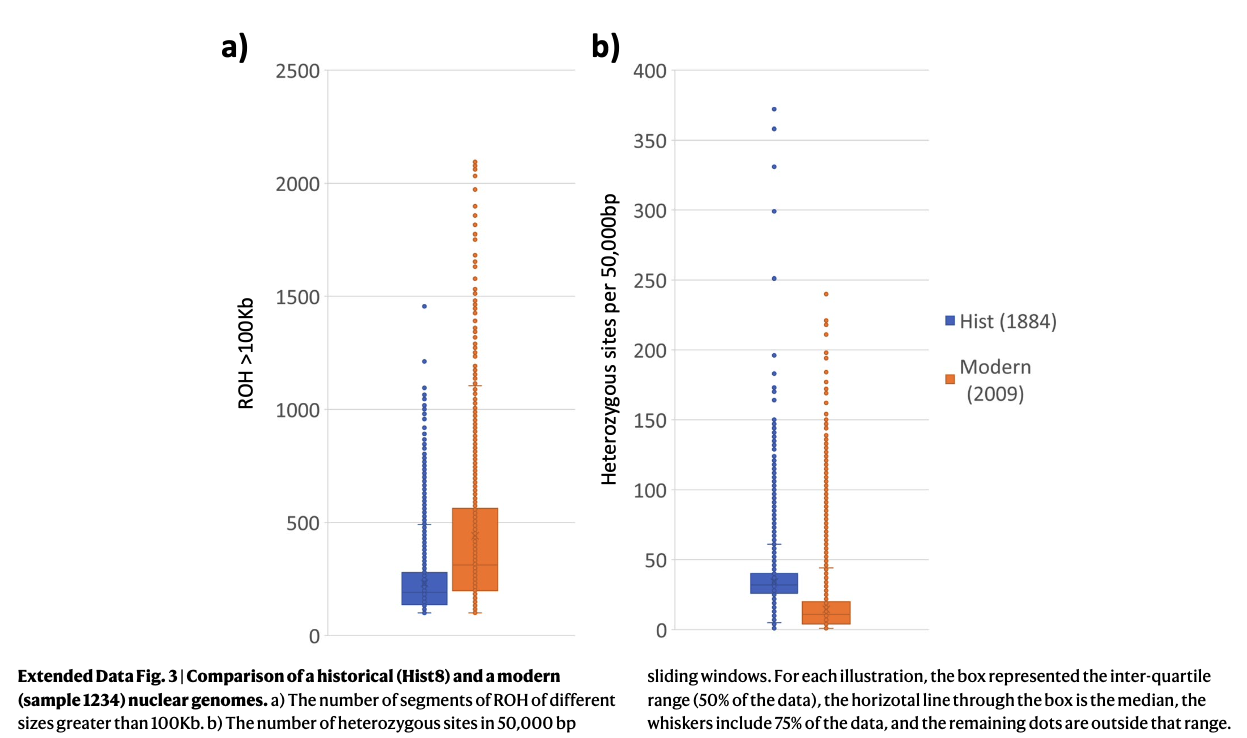 a)
2500
2000
1500
1000
500
0
ROH >100Kb
b)
400
350
300
250
200
150
100
50
0
Heterozygous sites per 50,000bp
Hist (1884)
Modern
(2009)
Extended Data Fig. 3 | Comparison of a historical (Hist8) and a modern
(sample 1234) nuclear genomes. a) The number of segments of ROH of different
sizes greater than 100Kb. b) The number of heterozygous sites in 50,000 bp
sliding windows. For each illustration, the box represented the inter-quartile
range (50% of the data), the horizotal line through the box is the median, the
whiskers include 75% of the data, and the remaining dots are outside that range.